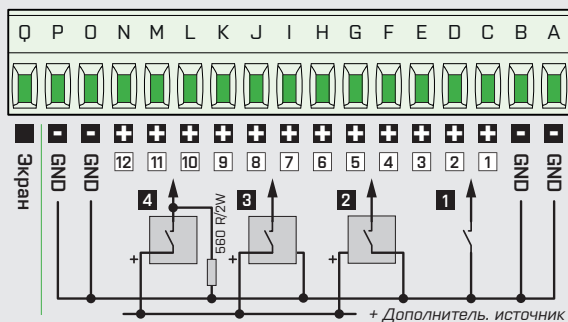 Q P O N M L K J I H G F E D C B A
- - + + + + + + + + + + + + - -
Экран GND GND 12 11 10 9 8 7 6 5 4 3 2 1 GND GND
4 3 2 1
560 R/2W
+ + +
+ Дополнитель. источник